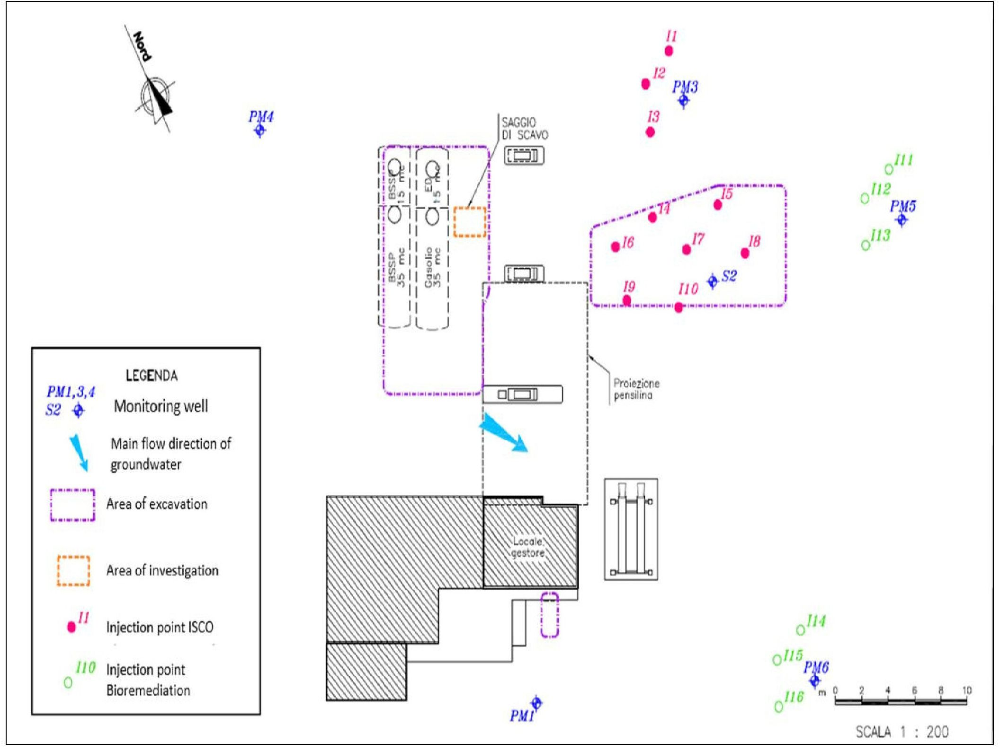 Nord
I1
I2
PM3
PM4
I3
SAGGIO
DI SCAVO
I11
I12
PM5
I13
BSSP
15 mc
ED
15 mc
I5
I4
I6
I7
I8
S2
I9
I10
BSSP
35 mc
Gasolio
35 mc
Proiezione
pensilina
LEGENDA
PM1,3,4
S2
Monitoring well
Main flow direction of
groundwater
Area of excavation
Area of investigation
I1
Injection point ISCO
I10
Injection point
Bioremediation
Locale
gestore
I14
I15
PM6
I16
PM1
m 0 2 4 6 8 10
SCALA 1 : 200